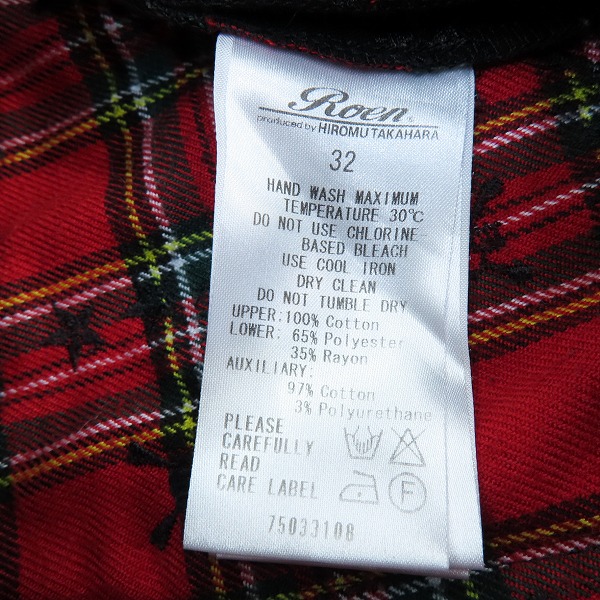 Roen®
produced by HIROMU TAKAHARA
32
HAND WASH MAXIMUM
TEMPERATURE 30℃
DO NOT USE CHLORINE-
BASED BLEACH
USE COOL IRON
DRY CLEAN
DO NOT TUMBLE DRY
UPPER:100% Cotton
LOWER: 65% Polyester
35% Rayon
AUXILIARY:
97% Cotton
3% Polyurethane
PLEASE
CAREFULLY
READ
CARE LABEL
F
75033108